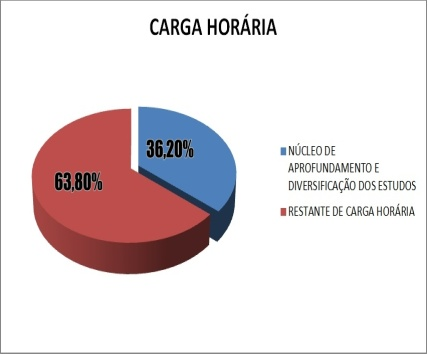 CARGA HORÁRIA
36,20%
63,80%
NÚCLEO DE
APROFUNDAMENTO E
DIVERSIFICAÇÃO DOS ESTUDOS
RESTANTE DE CARGA HORÁRIA